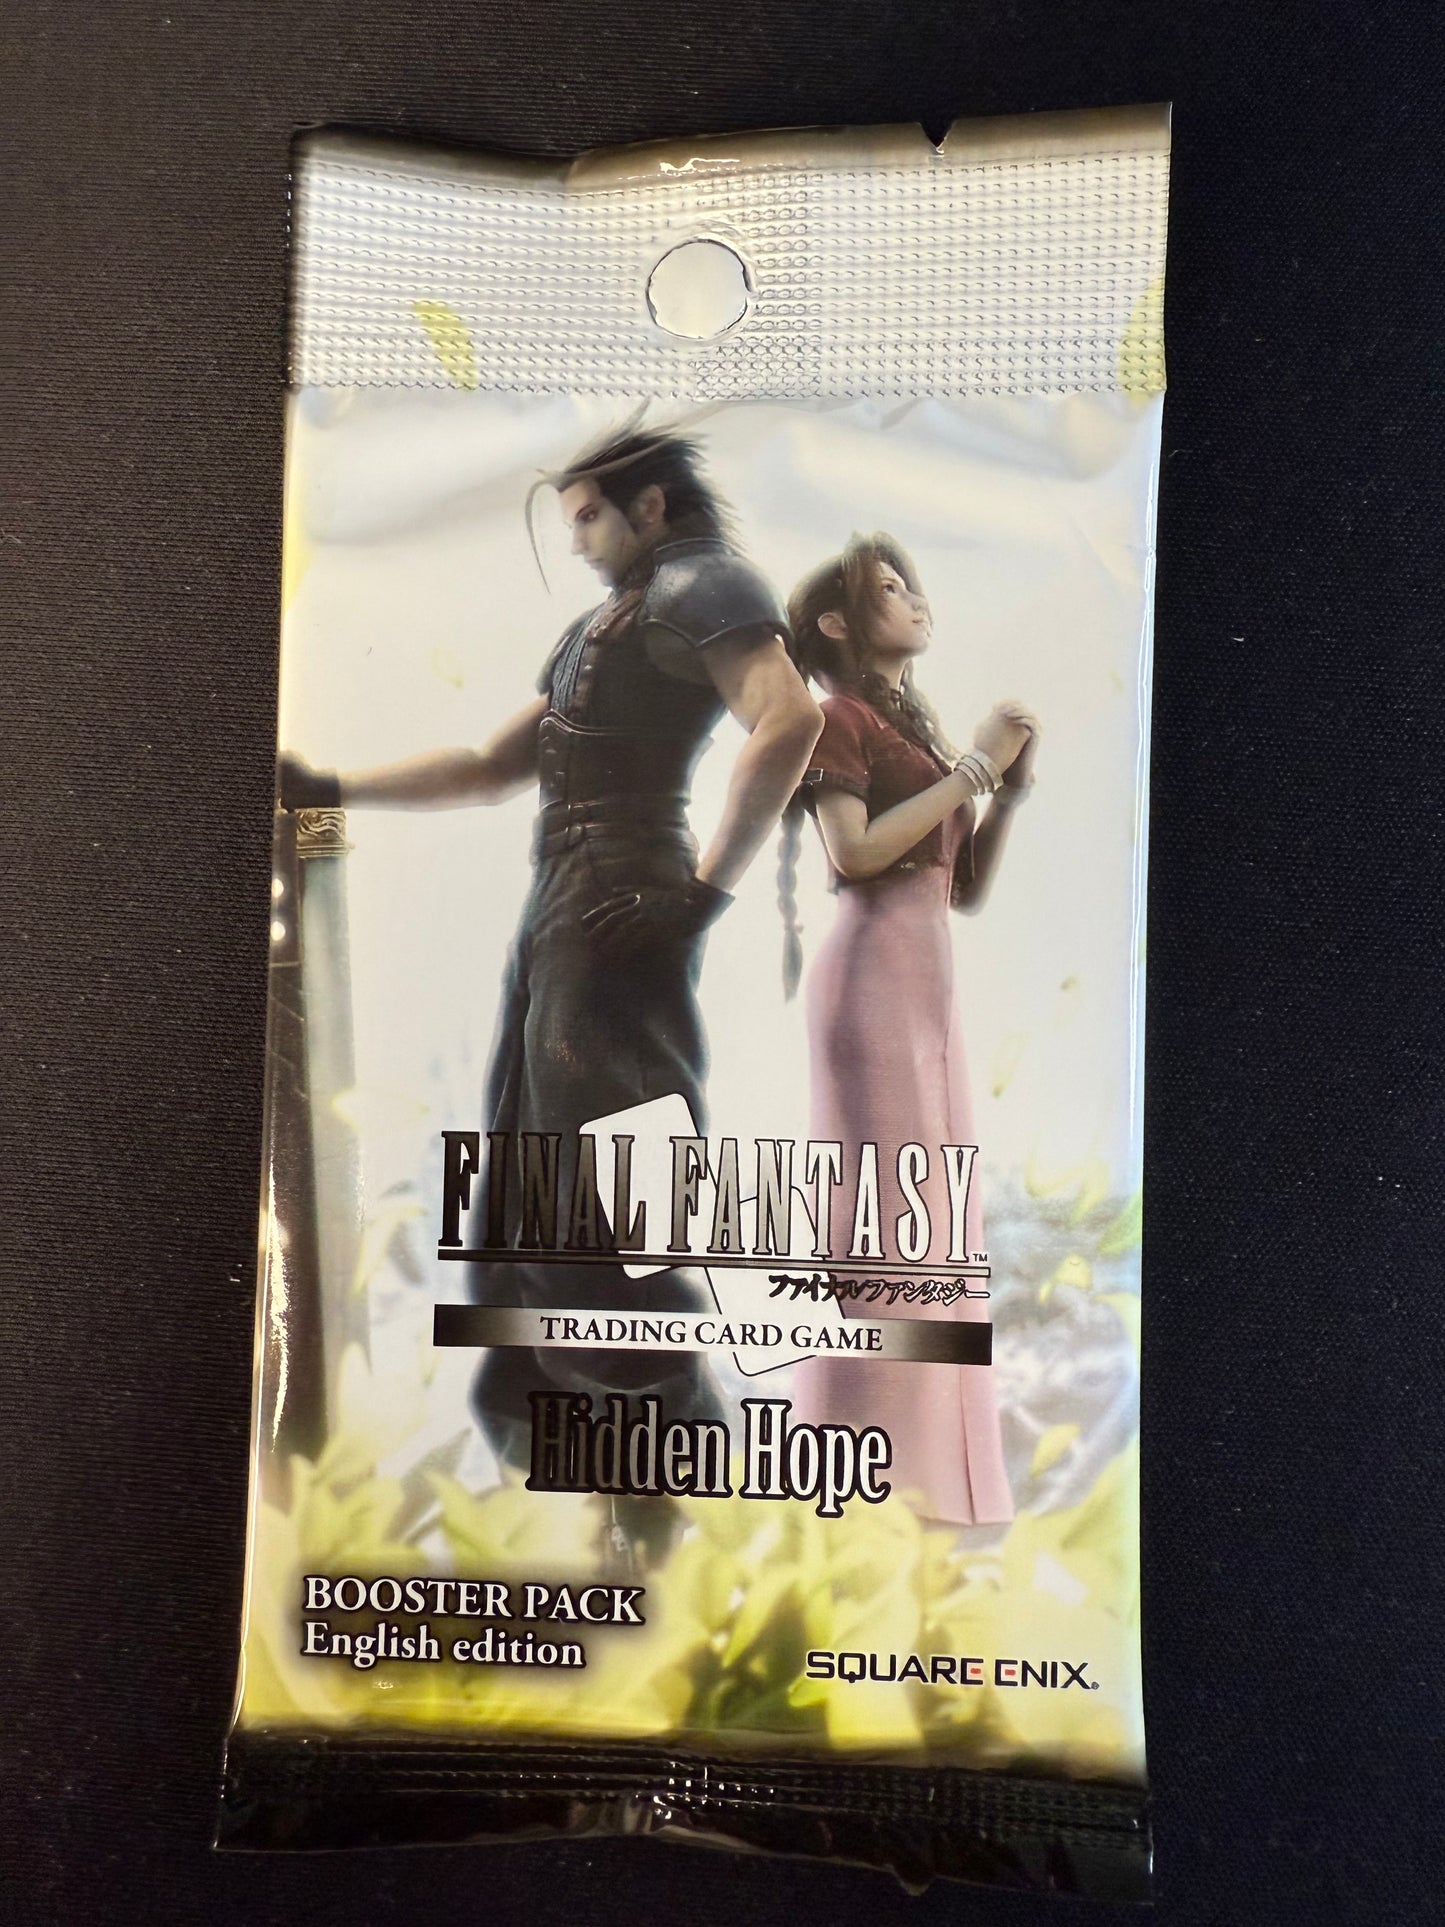 FINAL FANTASY™
ファイナルファンタジー
TRADING CARD GAME
Hidden Hope
BOOSTER PACK
English edition
SQUARE ENIX®